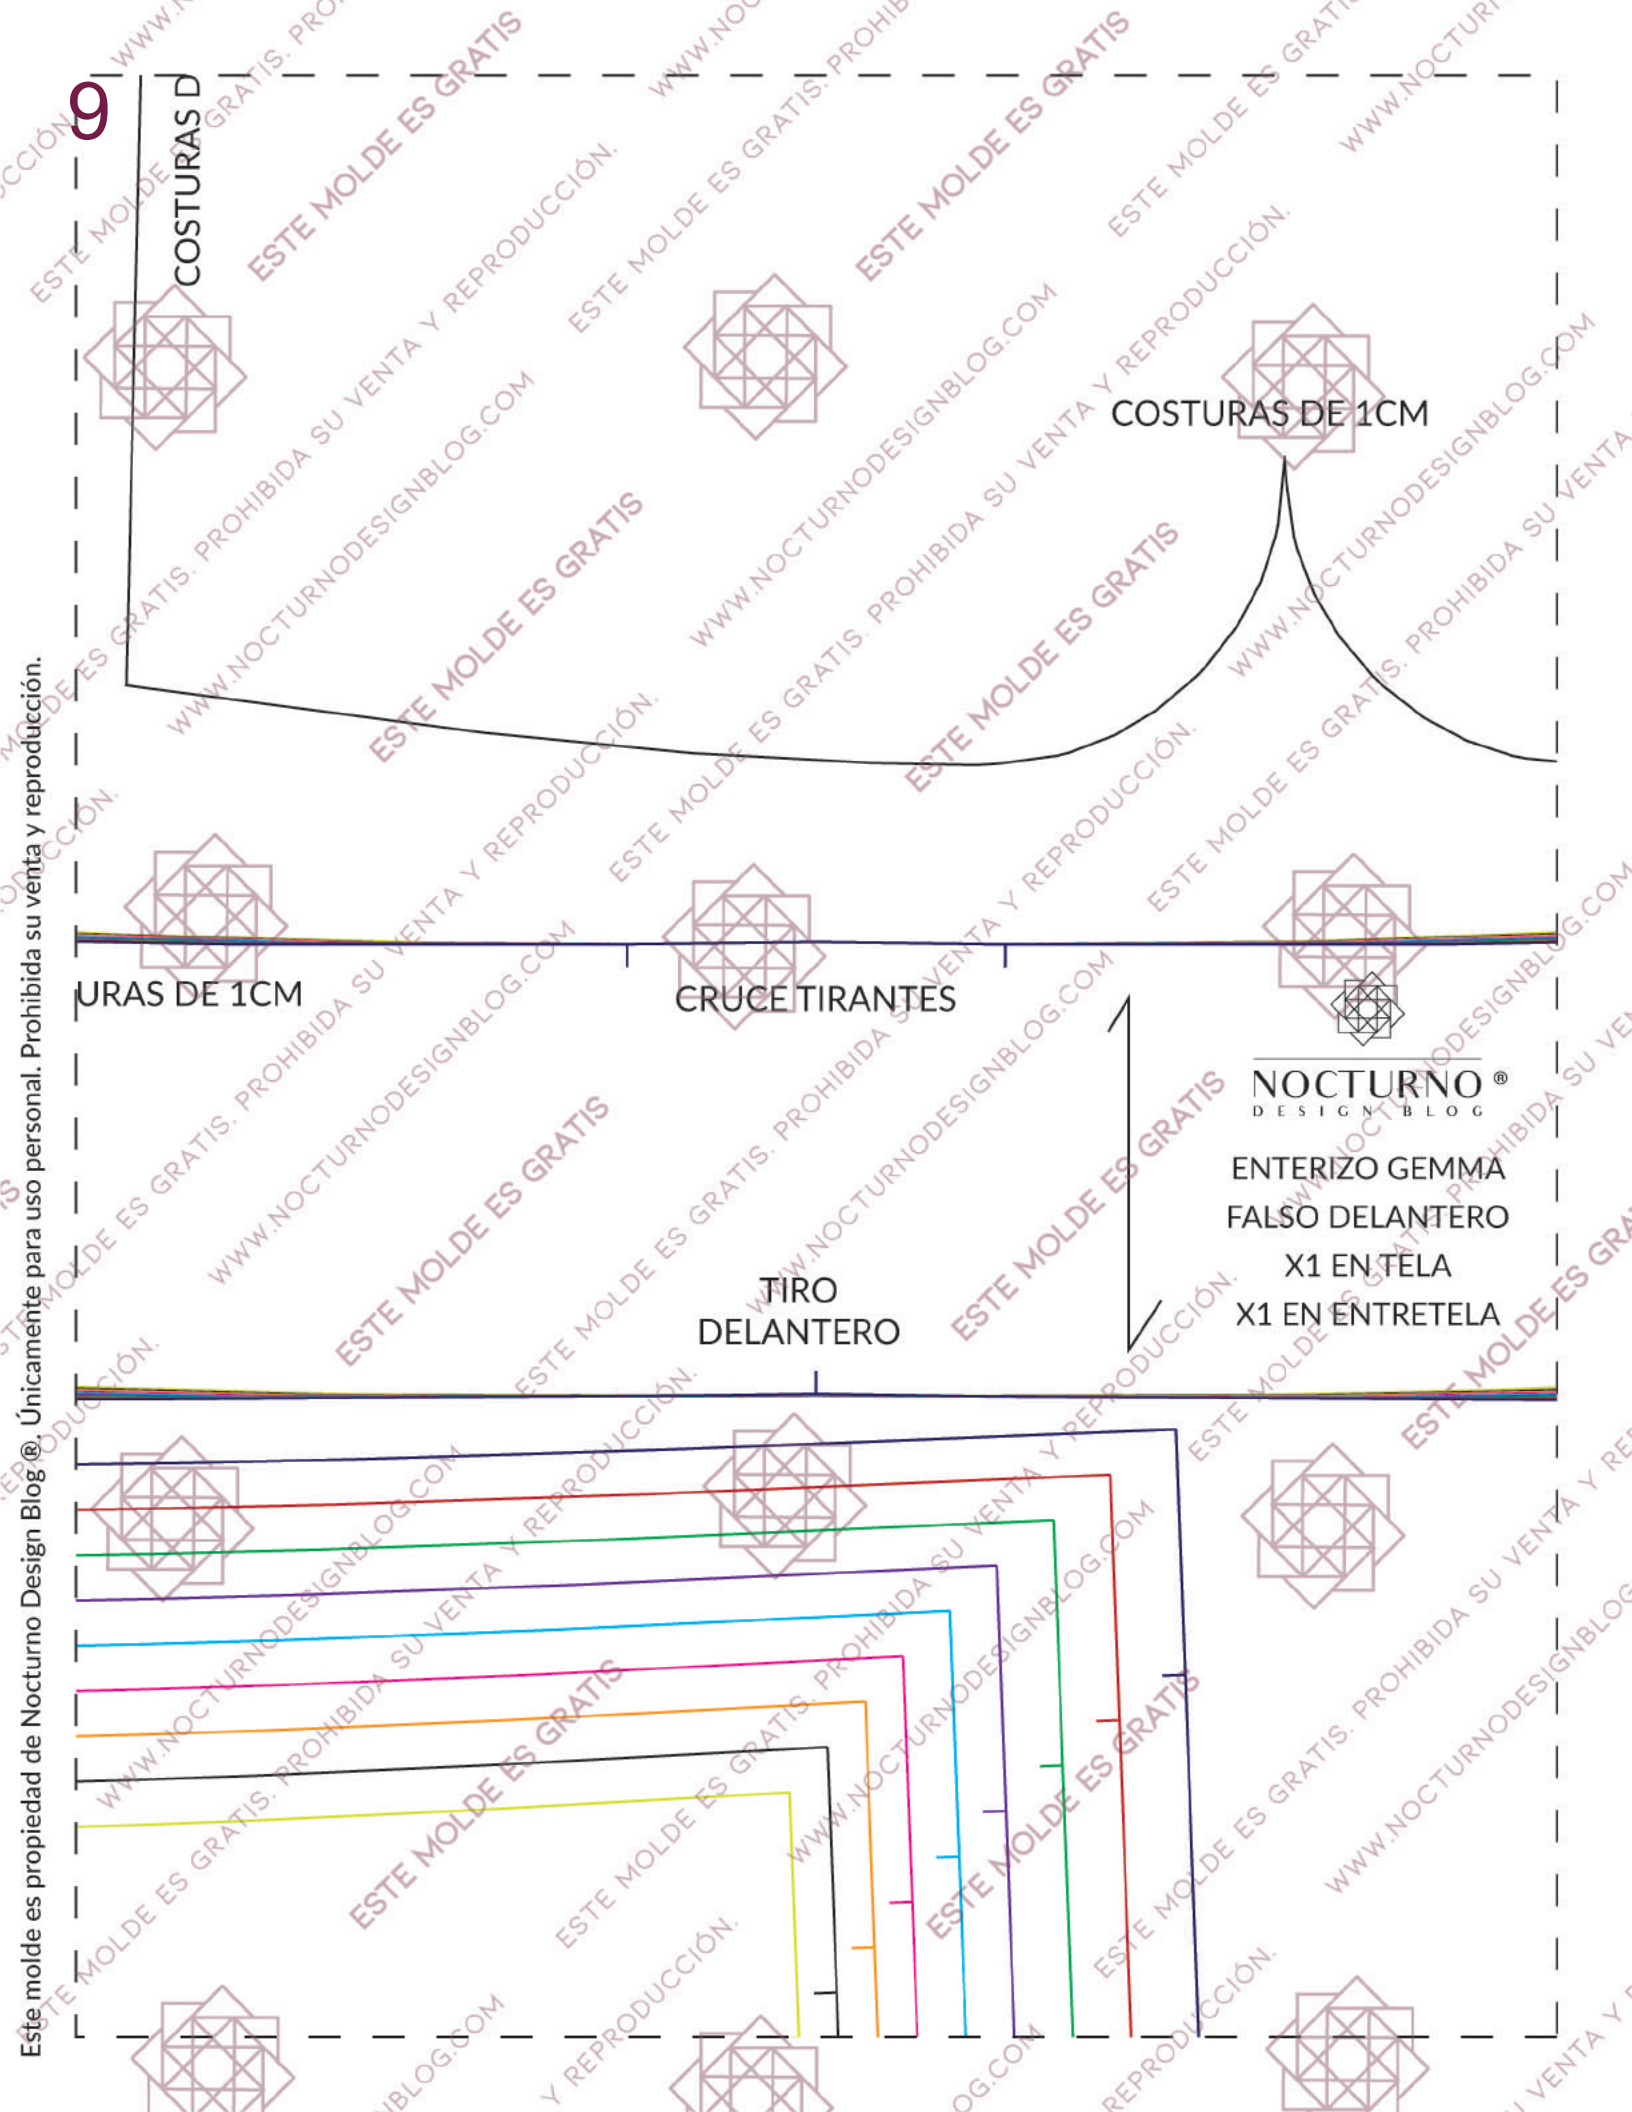 9
COSTURAS D
COSTURAS DE 1CM
URAS DE 1CM
CRUCE TIRANTES
NOCTURNO ®
DESIGN BLOG
ENTERIZO GEMMA
FALSO DELANTERO
X1 EN TELA
X1 EN ENTRETELA
TIRO
DELANTERO
Este molde es propiedad de Nocturno Design Blog ®. Únicamente para uso personal. Prohibida su venta y reproducción.
ESTE MOLDE ES GRATIS
ESTE MOLDE ES GRATIS. PROHIBIDA SU VENTA Y REPRODUCCIÓN.
WWW.NOCTURNODESIGNBLOG.COM